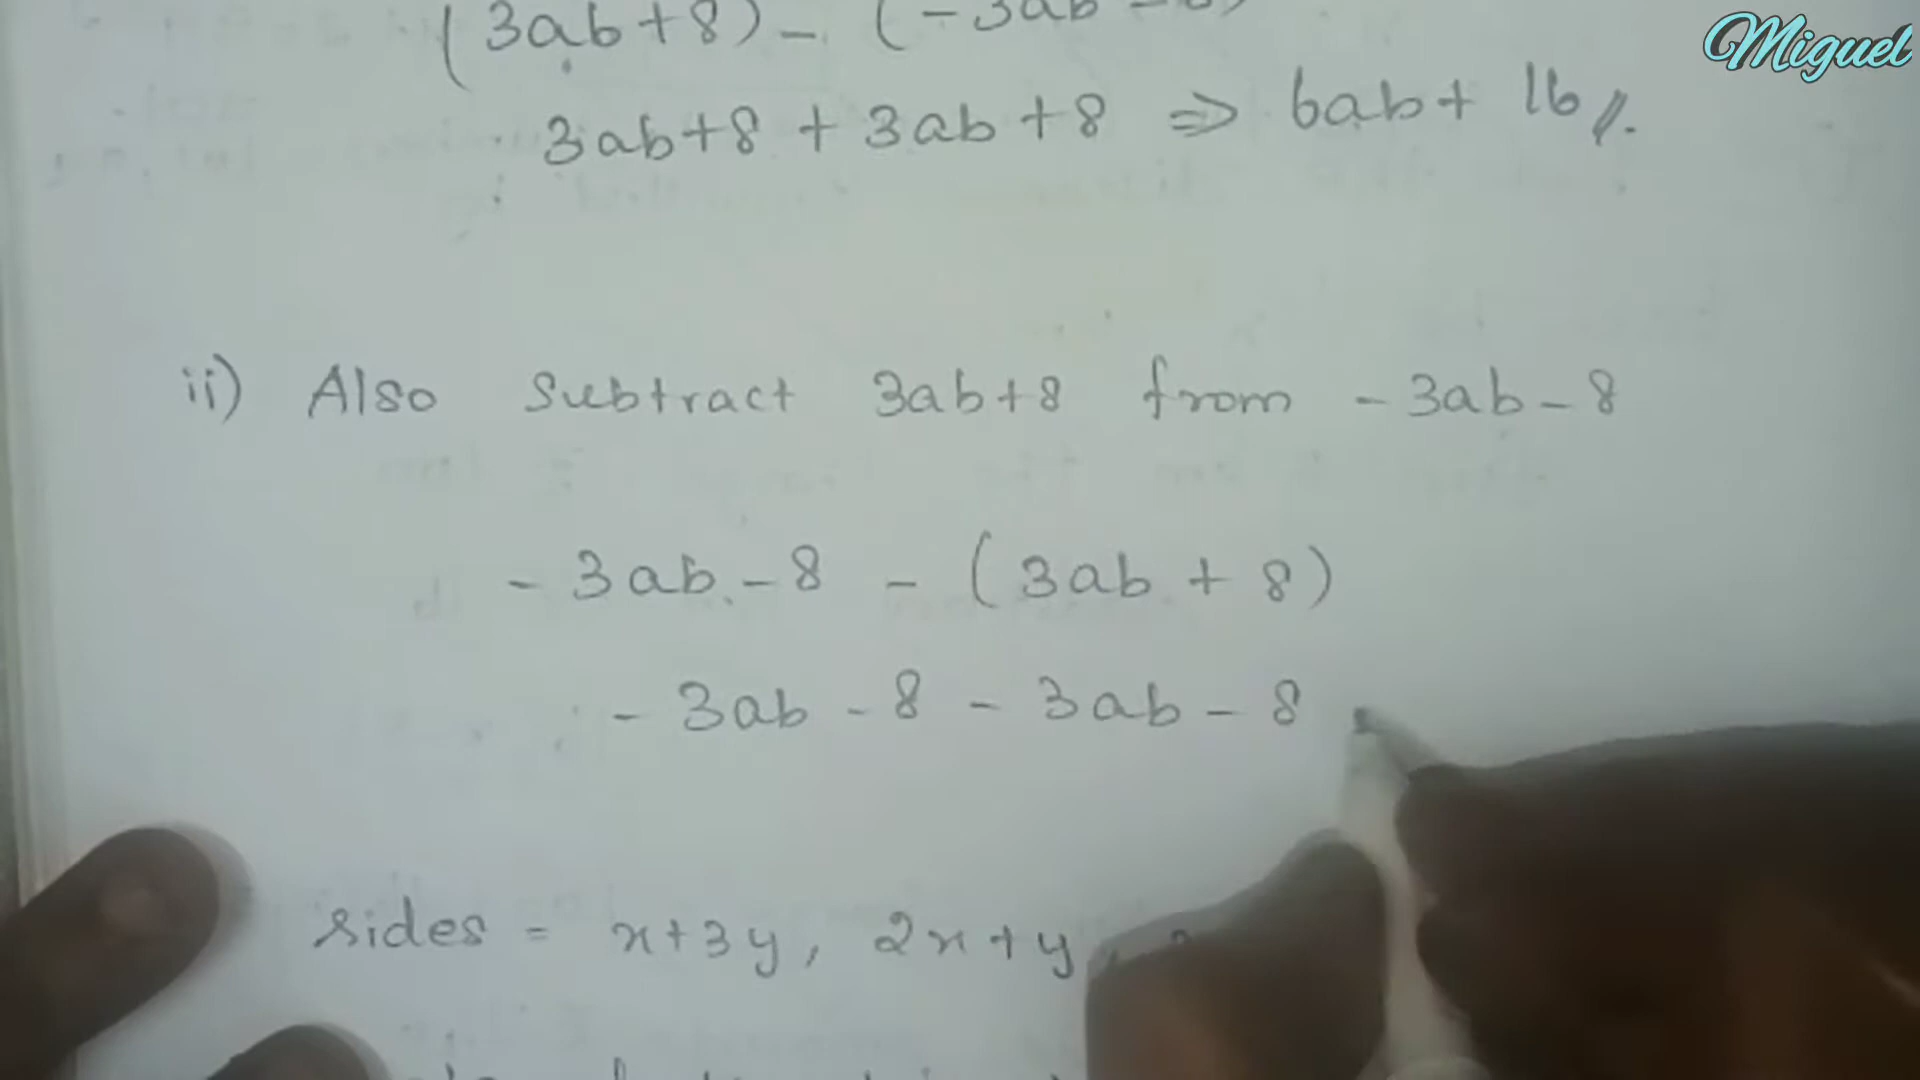 (3ab+8) - (-3ab
Miguel
3ab+8 + 3ab+8 ⇒ 6ab+ 16//.
ii) Also Subtract 3ab+8 from -3ab-8
- 3ab - 8 - (3ab + 8)
- 3ab - 8 - 3ab - 8
sides = x+3y, 2x+y,